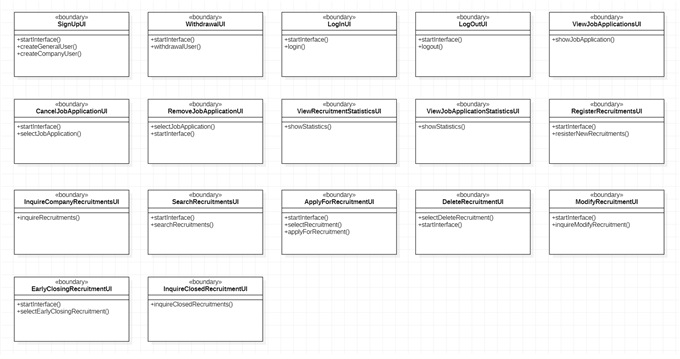 «boundary»
SignUpUI
+startInterface()
+createGeneralUser()
+createCompanyUser()
«boundary»
WithdrawalUI
+startInterface()
+withdrawalUser()
«boundary»
LogInUI
+startInterface()
+login()
«boundary»
LogOutUI
+startInterface()
+logout()
«boundary»
ViewJobApplicationsUI
+showJobApplication()
«boundary»
CancelJobApplicationUI
+startInterface()
+selectJobApplication()
«boundary»
RemoveJobApplicationUI
+selectJobApplication()
+startInterface()
«boundary»
ViewRecruitmentStatisticsUI
+showStatistics()
«boundary»
ViewJobApplicationStatisticsUI
+showStatistics()
«boundary»
RegisterRecruitmentsUI
+startInterface()
+resisterNewRecruitments()
«boundary»
InquireCompanyRecruitmentsUI
+inquireRecruitments()
«boundary»
SearchRecruitmentsUI
+startInterface()
+searchRecruitments()
«boundary»
ApplyForRecruitmentUI
+startInterface()
+selectRecruitment()
+applyForRecruitment()
«boundary»
DeleteRecruitmentUI
+selectDeleteRecruitment()
+startInterface()
«boundary»
ModifyRecruitmentUI
+startInterface()
+inquireModifyRecruitment()
«boundary»
EarlyClosingRecruitmentUI
+startInterface()
+selectEarlyClosingRecruitment()
«boundary»
InquireClosedRecruitmentUI
+inquireClosedRecruitments()